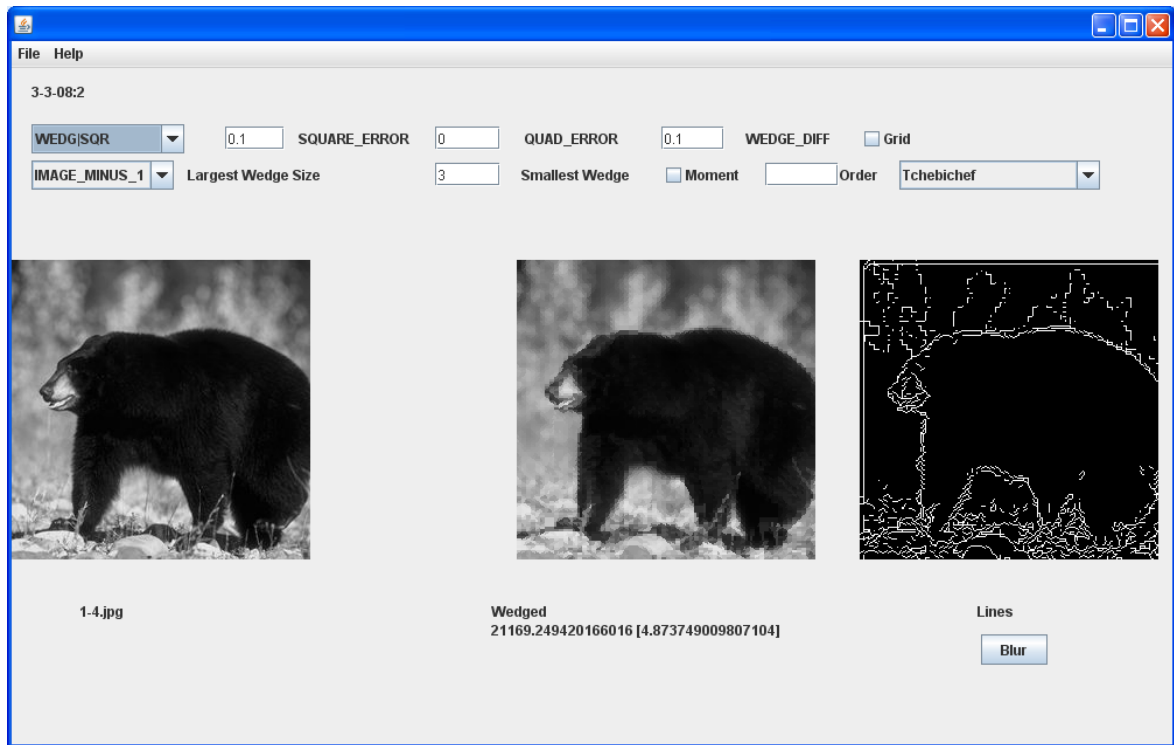 File Help
3-3-08:2
WEDG|SQR 0.1 SQUARE_ERROR 0 QUAD_ERROR 0.1 WEDGE_DIFF Grid
IMAGE_MINUS_1 Largest Wedge Size 3 Smallest Wedge Moment Order Tchebichef
1-4.jpg Wedged Lines
21169.249420166016 [4.873749009807104]
Blur